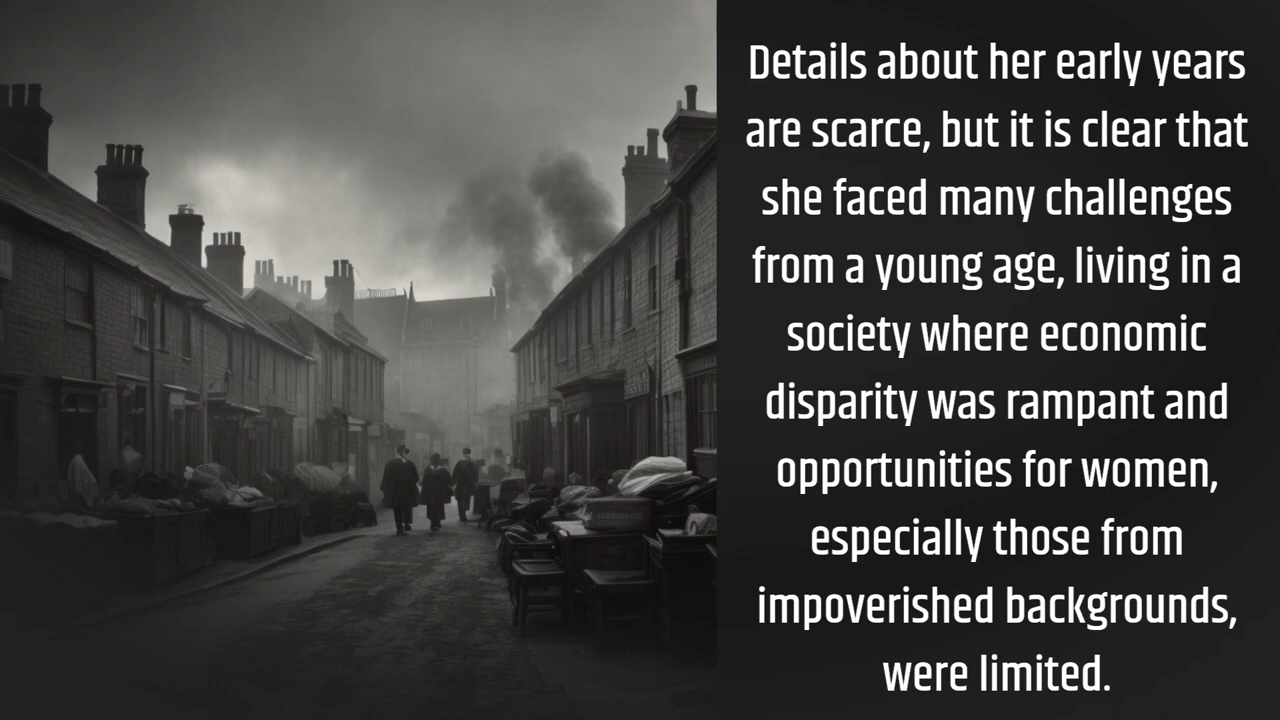 Details about her early years
are scarce, but it is clear that
she faced many challenges
from a young age, living in a
society where economic
disparity was rampant and
opportunities for women,
especially those from
impoverished backgrounds,
were limited.